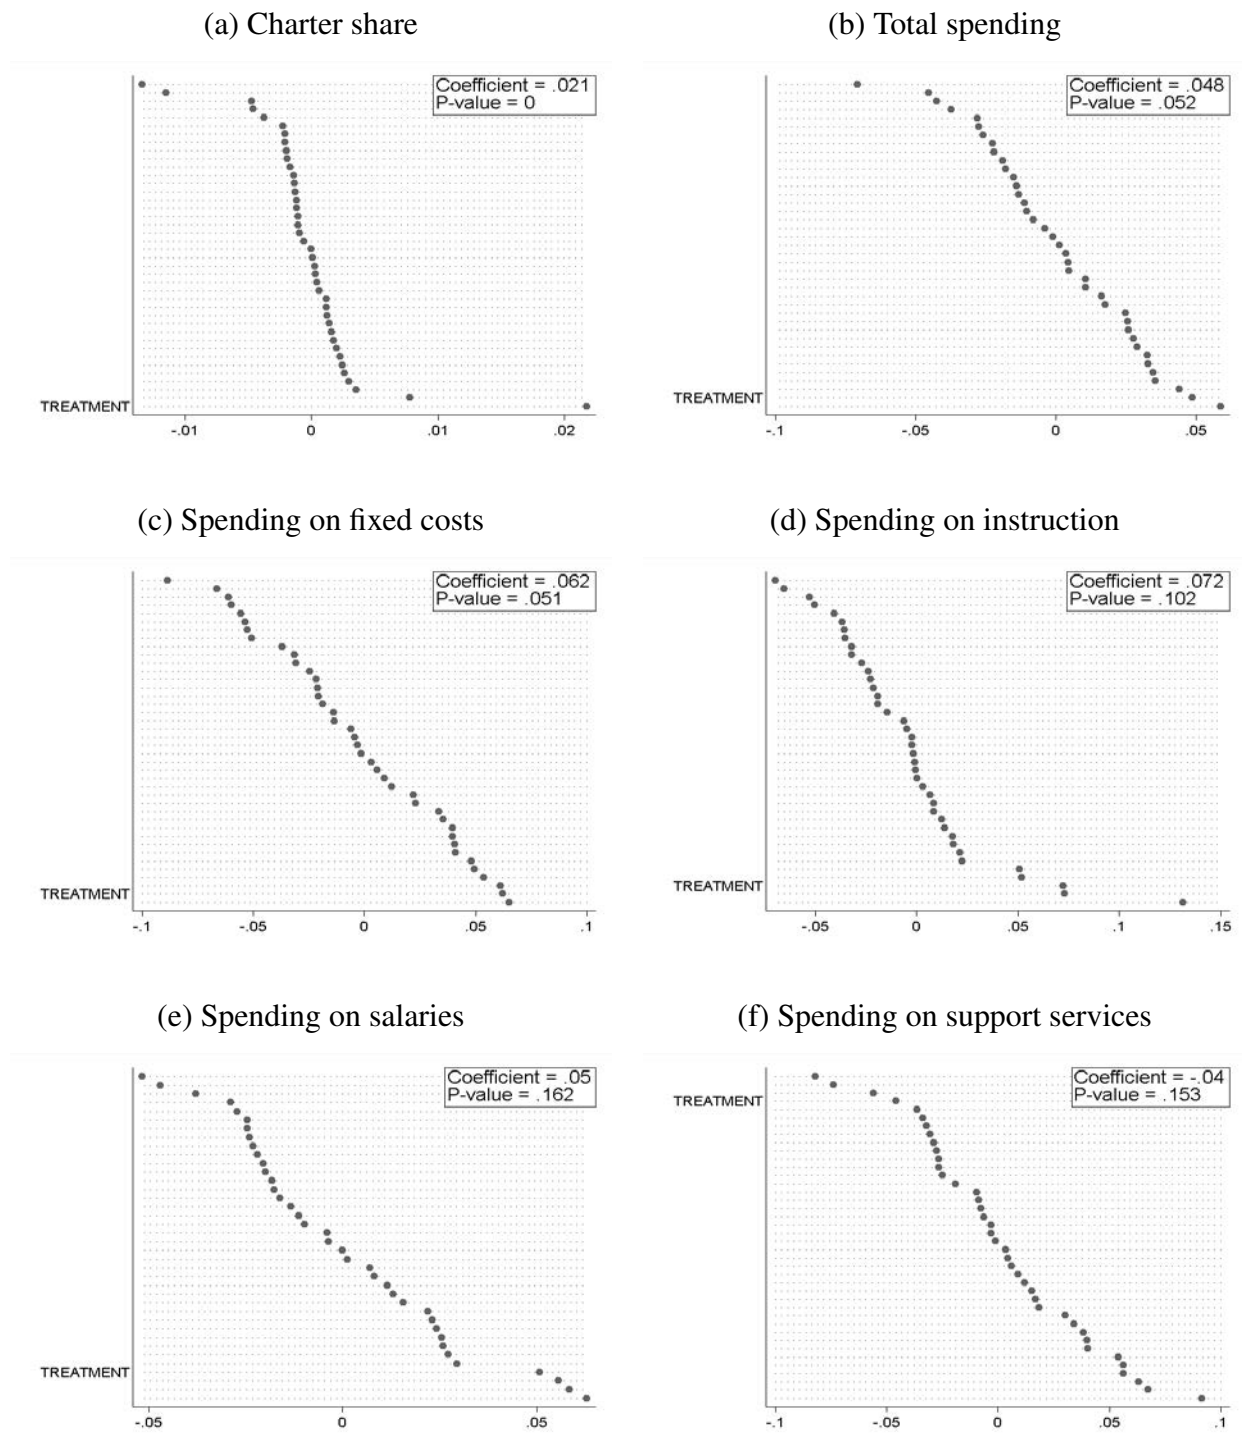 (a) Charter share
Coefficient = .021
P-value = 0
TREATMENT
-.01 0 .01 .02
(b) Total spending
Coefficient = .048
P-value = .052
TREATMENT
-.1 -.05 0 .05
(c) Spending on fixed costs
Coefficient = .062
P-value = .051
TREATMENT
-.1 -.05 0 .05 .1
(d) Spending on instruction
Coefficient = .072
P-value = .102
TREATMENT
-.05 0 .05 .1 .15
(e) Spending on salaries
Coefficient = .05
P-value = .162
TREATMENT
-.05 0 .05
(f) Spending on support services
Coefficient = -.04
P-value = .153
TREATMENT
-.1 -.05 0 .05 .1